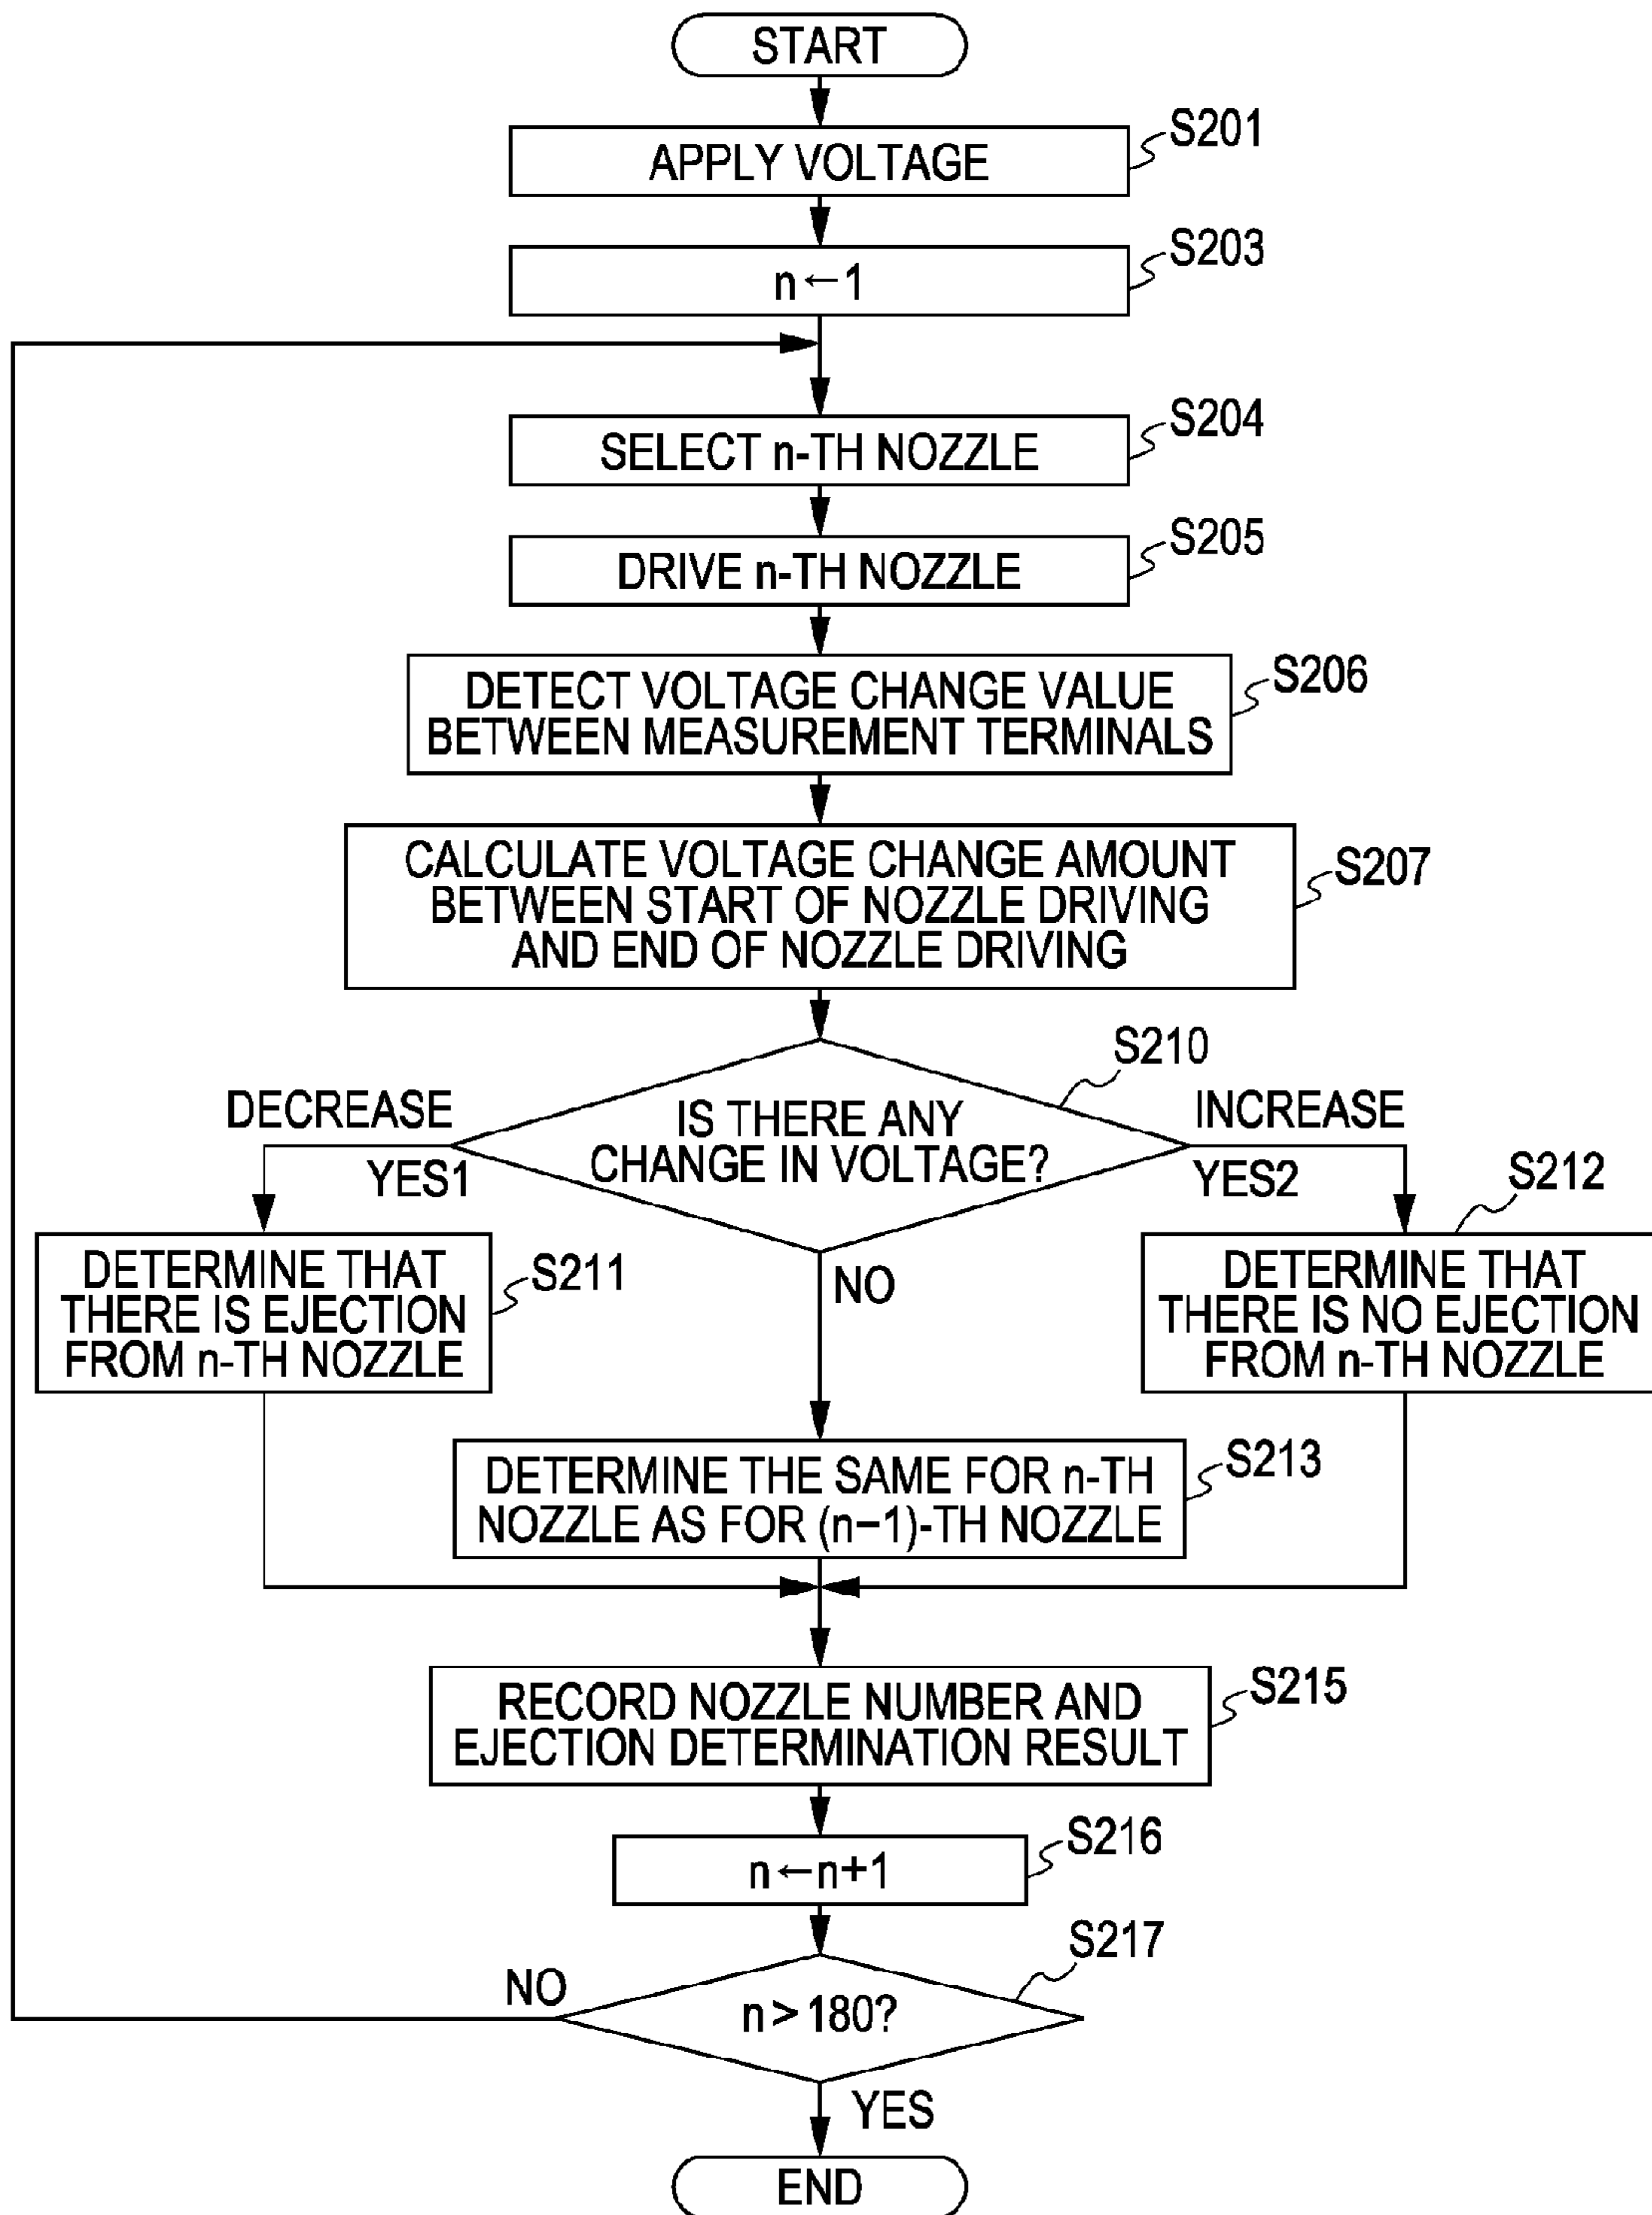 START
APPLY VOLTAGE
S201
n←1
S203
SELECT n-TH NOZZLE
S204
DRIVE n-TH NOZZLE
S205
DETECT VOLTAGE CHANGE VALUE
BETWEEN MEASUREMENT TERMINALS
S206
CALCULATE VOLTAGE CHANGE AMOUNT
BETWEEN START OF NOZZLE DRIVING
AND END OF NOZZLE DRIVING
S207
IS THERE ANY
CHANGE IN VOLTAGE?
S210
DECREASE
YES1
INCREASE
YES2
NO
DETERMINE THAT
THERE IS EJECTION
FROM n-TH NOZZLE
S211
DETERMINE THAT
THERE IS NO EJECTION
FROM n-TH NOZZLE
S212
DETERMINE THE SAME FOR n-TH
NOZZLE AS FOR (n−1)-TH NOZZLE
S213
RECORD NOZZLE NUMBER AND
EJECTION DETERMINATION RESULT
S215
n←n+1
S216
n>180?
S217
NO
YES
END